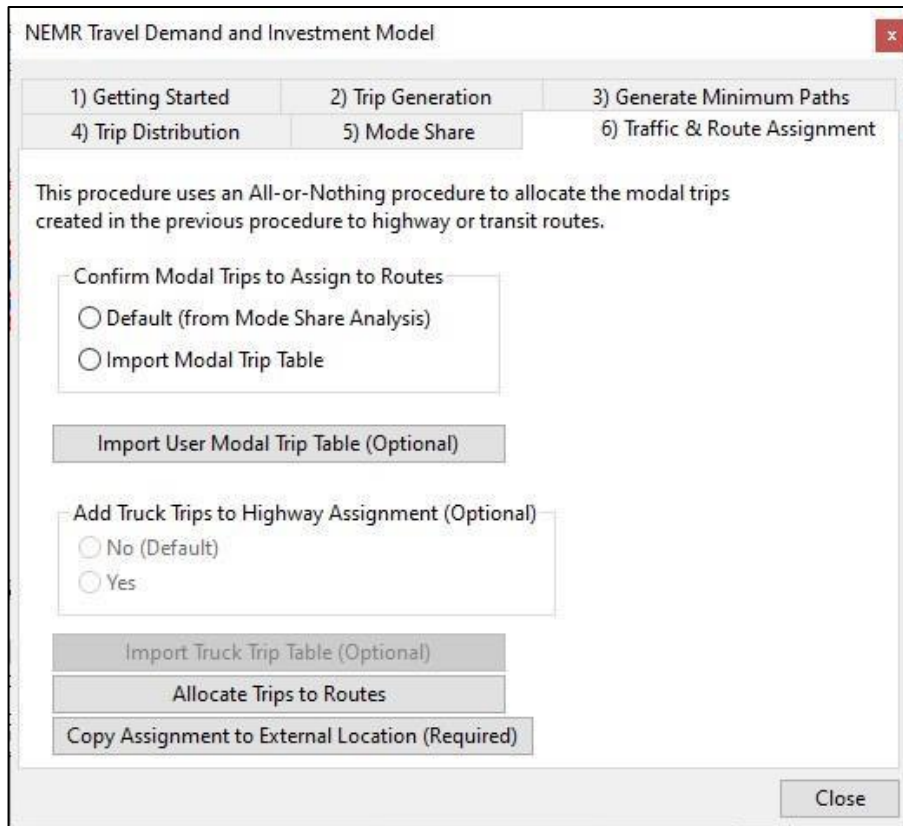 NEMR Travel Demand and Investment Model
x
1) Getting Started
2) Trip Generation
3) Generate Minimum Paths
4) Trip Distribution
5) Mode Share
6) Traffic & Route Assignment
This procedure uses an All-or-Nothing procedure to allocate the modal trips
created in the previous procedure to highway or transit routes.
Confirm Modal Trips to Assign to Routes
Default (from Mode Share Analysis)
Import Modal Trip Table
Import User Modal Trip Table (Optional)
Add Truck Trips to Highway Assignment (Optional)
No (Default)
Yes
Import Truck Trip Table (Optional)
Allocate Trips to Routes
Copy Assignment to External Location (Required)
Close